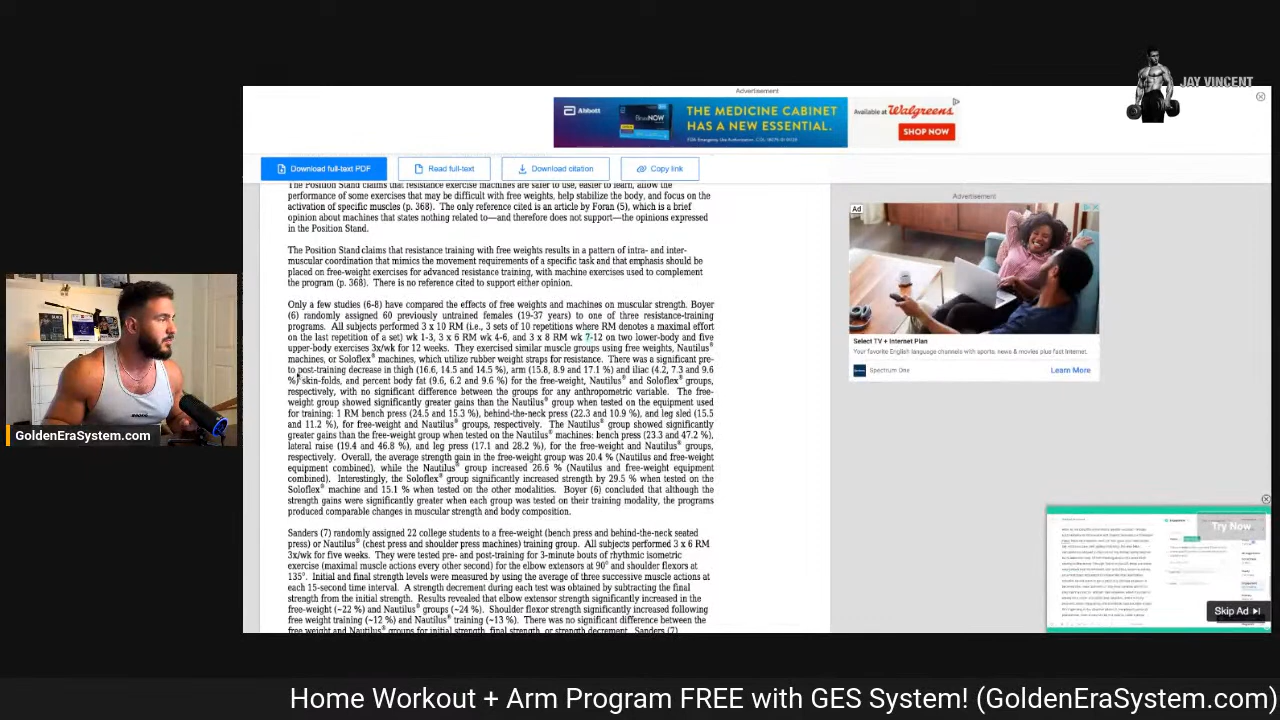 JAY VINCENT
Advertisement
Abbott
BinaxNOW
THE MEDICINE CABINET
HAS A NEW ESSENTIAL.
Available at Walgreens
SHOP NOW
Download full-text PDF
Read full-text
Download citation
Copy link
The Position Stand claims that resistance exercise machines are safer to use, easier to learn, allow the
performance of some exercises that may be difficult with free weights, help stabilize the body, and focus on the
activation of specific muscles (p. 368). The only reference cited is an article by Foran (5), which is a brief
opinion about machines that states nothing related to—and therefore does not support—the opinions expressed
in the Position Stand.
The Position Stand claims that resistance training with free weights results in a pattern of intra- and inter-
muscular coordination that mimics the movement requirements of a specific task and that emphasis should be
placed on free-weight exercises for advanced resistance training, with machine exercises used to complement
the program (p. 368). There is no reference cited to support either opinion.
Only a few studies (6-8) have compared the effects of free weights and machines on muscular strength. Boyer
(6) randomly assigned 60 previously untrained females (19-37 years) to one of three resistance-training
programs. All subjects performed 3 x 10 RM (i.e., 3 sets of 10 repetitions where RM denotes a maximal effort
on the last repetition of a set) wk 1-3, 3 x 6 RM wk 4-6, and 3 x 8 RM wk 7-12 on two lower-body and five
upper-body exercises 3x/wk for 12 weeks. They exercised similar muscle groups using free weights, Nautilus®
machines, or Soloflex® machines, which utilize rubber weight straps for resistance. There was a significant pre-
to post-training decrease in thigh (16.6, 14.5 and 14.5 %), arm (15.8, 8.9 and 17.1 %) and iliac (4.2, 7.3 and 9.6
%) skin-folds, and percent body fat (9.6, 6.2 and 9.6 %) for the free-weight, Nautilus® and Soloflex® groups,
respectively, with no significant difference between the groups for any anthropometric variable. The free-
weight group showed significantly greater gains than the Nautilus® group when tested on the equipment used
for training: 1 RM bench press (24.5 and 15.3 %), behind-the-neck press (22.3 and 10.9 %), and leg sled (15.5
and 11.2 %), for free-weight and Nautilus® groups, respectively. The Nautilus® group showed significantly
greater gains than the free-weight group when tested on the Nautilus® machines: bench press (23.3 and 47.2 %),
lateral raise (19.4 and 46.8 %), and leg press (17.1 and 28.2 %), for the free-weight and Nautilus® groups,
respectively. Overall, the average strength gain in the free-weight group was 20.4 % (Nautilus and free-weight
equipment combined), while the Nautilus® group increased 26.6 % (Nautilus and free-weight equipment
combined). Interestingly, the Soloflex® group significantly increased strength by 29.5 % when tested on the
Soloflex® machine and 15.1 % when tested on the other modalities. Boyer (6) concluded that although the
strength gains were significantly greater when each group was tested on their training modality, the programs
produced comparable changes in muscular strength and body composition.
Sanders (7) randomized 22 college students to a free-weight (bench press and behind-the-neck seated
press) or Nautilus® (chest press and shoulder press machines) training group. All subjects performed 3 x 6 RM
3x/wk for five weeks. They were tested pre- and post-training for 3-minute bouts of rhythmic isometric
exercise (maximal muscle actions every other second) for the elbow extensors at 90° and shoulder flexors at
135°. Initial and final strength were measured by using the average of three successive muscle actions at
each 15-second time interval. Strength decrement during each test was obtained by subtracting the final
strength from the initial strength. Results revealed that elbow extensor strength significantly increased in the
free-weight (~22 %) and Nautilus® groups (~24 %). Shoulder flexor strength significantly increased following
free-weight and Nautilus® training (~13 %). There was no significant difference between the
free weight and Nautilus strength, final strength or strength decrement. Sanders (7)
Advertisement
Ad
Select TV + Internet Plan
Your favorite English language channels with sports, news & movies plus fast internet.
Spectrum One
Learn More
Try Now
Skip Ad
GoldenEraSystem.com
Home Workout + Arm Program FREE with GES System! (GoldenEraSystem.com)